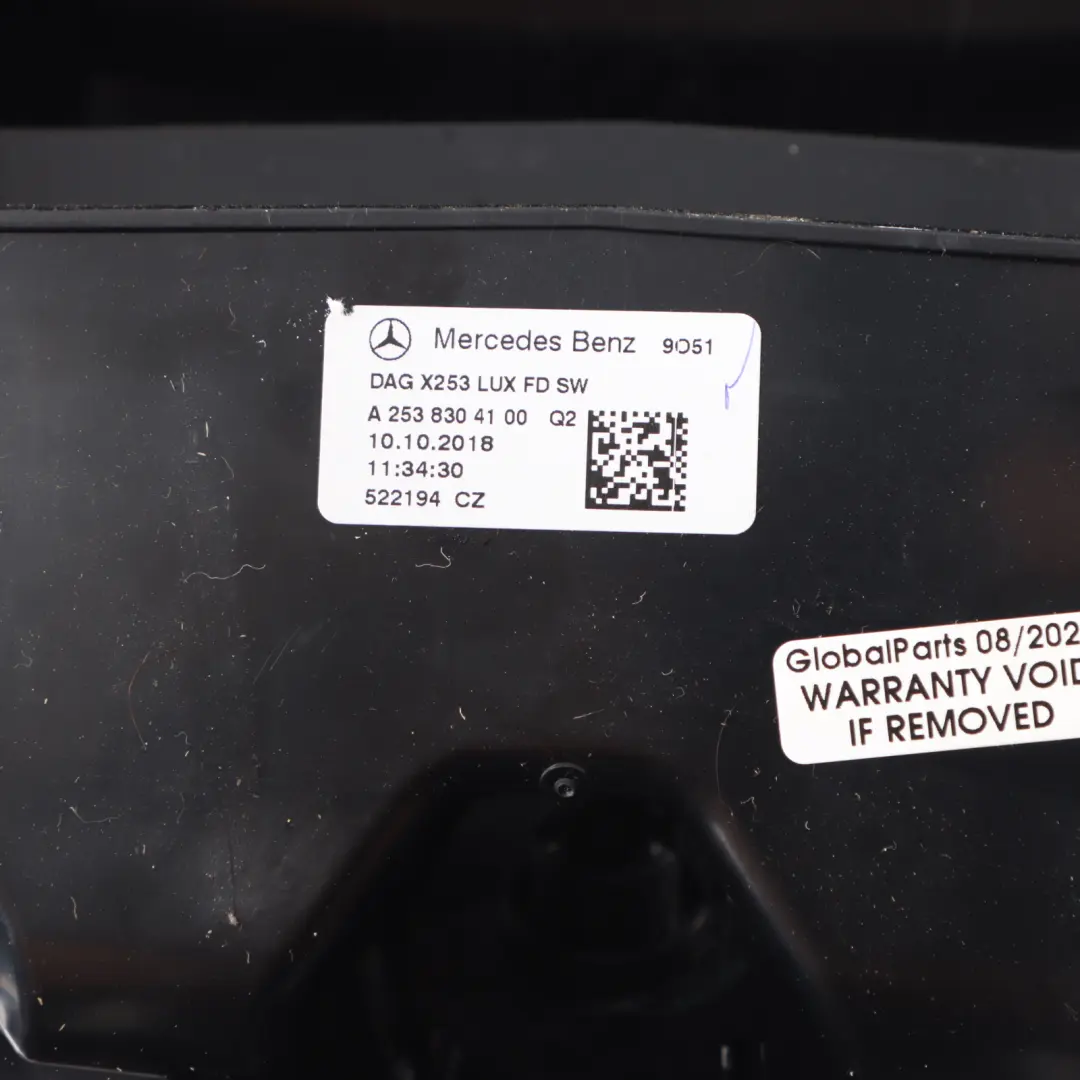 Mercedes Benz 9051
DAG X253 LUX FD SW
A 253 830 41 00 Q2
10.10.2018
11:34:30
522194 CZ
GlobalParts 08/202
WARRANTY VOID
IF REMOVED